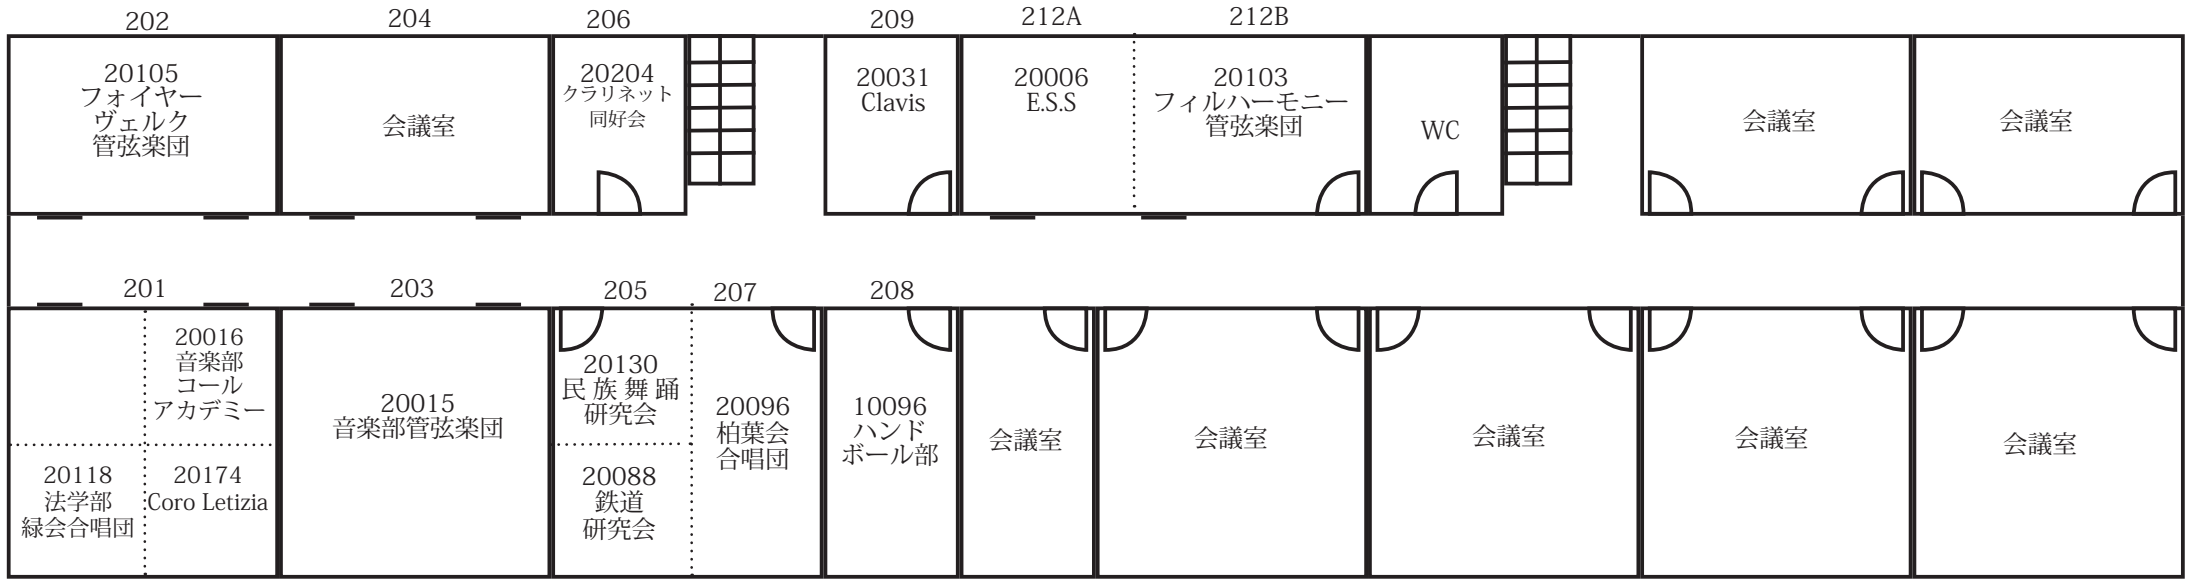 202
204
206
209
212A
212B
20105
フォイヤー
ヴェルク
管弦楽団
会議室
20204
クラリネット
同好会
20031
Clavis
20006
E.S.S
20103
フィルハーモニー
管弦楽団
WC
会議室
会議室
201
203
205
207
208
20016
音楽部
コール
アカデミー
20118
法学部
緑会合唱団
20174
Coro Letizia
20015
音楽部管弦楽団
20130
民族舞踊
研究会
20088
鉄道
研究会
20096
柏葉会
合唱団
10096
ハンド
ボール部
会議室
会議室
会議室
会議室
会議室